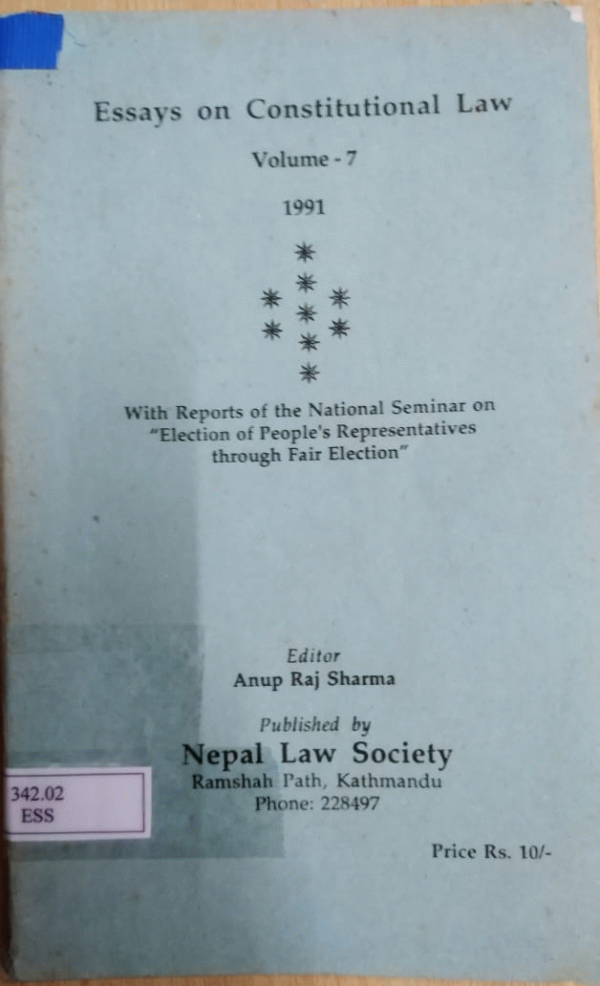 Essays on Constitutional Law
Volume - 7
1991
With Reports of the National Seminar on
"Election of People's Representatives
through Fair Election"
Editor
Anup Raj Sharma
Published by
Nepal Law Society
Ramshah Path, Kathmandu
Phone: 228497
342.02
ESS
Price Rs. 10/-